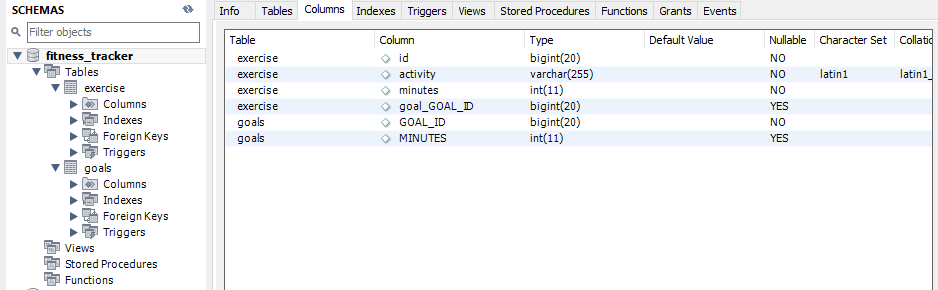 SCHEMAS
Filter objects
fitness_tracker
Tables
exercise
Columns
Indexes
Foreign Keys
Triggers
goals
Columns
Indexes
Foreign Keys
Triggers
Views
Stored Procedures
Functions
Info Tables Columns Indexes Triggers Views Stored Procedures Functions Grants Events
Table Column Type Default Value Nullable Character Set Collatio
exercise id bigint(20) NO
exercise activity varchar(255) NO latin1 latin1_
exercise minutes int(11) NO
exercise goal_GOAL_ID bigint(20) YES
goals GOAL_ID bigint(20) NO
goals MINUTES int(11) YES